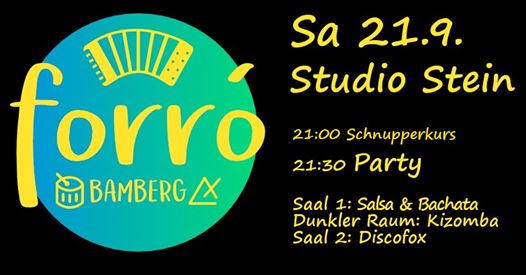 forró
BAMBERG
Sa 21.9.
Studio Stein
21:00 Schnupperkurs
21:30 Party
Saal 1: Salsa & Bachata
Dunkler Raum: Kizomba
Saal 2: Discofox